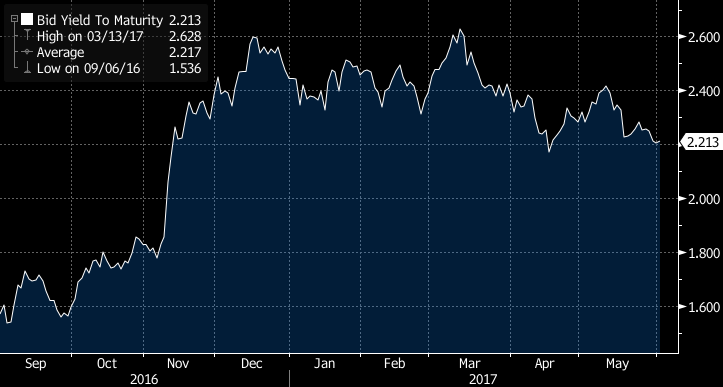 Bid Yield To Maturity 2.213
High on 03/13/17 2.628
Average 2.217
Low on 09/06/16 1.536
2.600
2.400
2.213
2.000
1.800
1.600
Sep Oct Nov Dec Jan Feb Mar Apr May
2016 2017